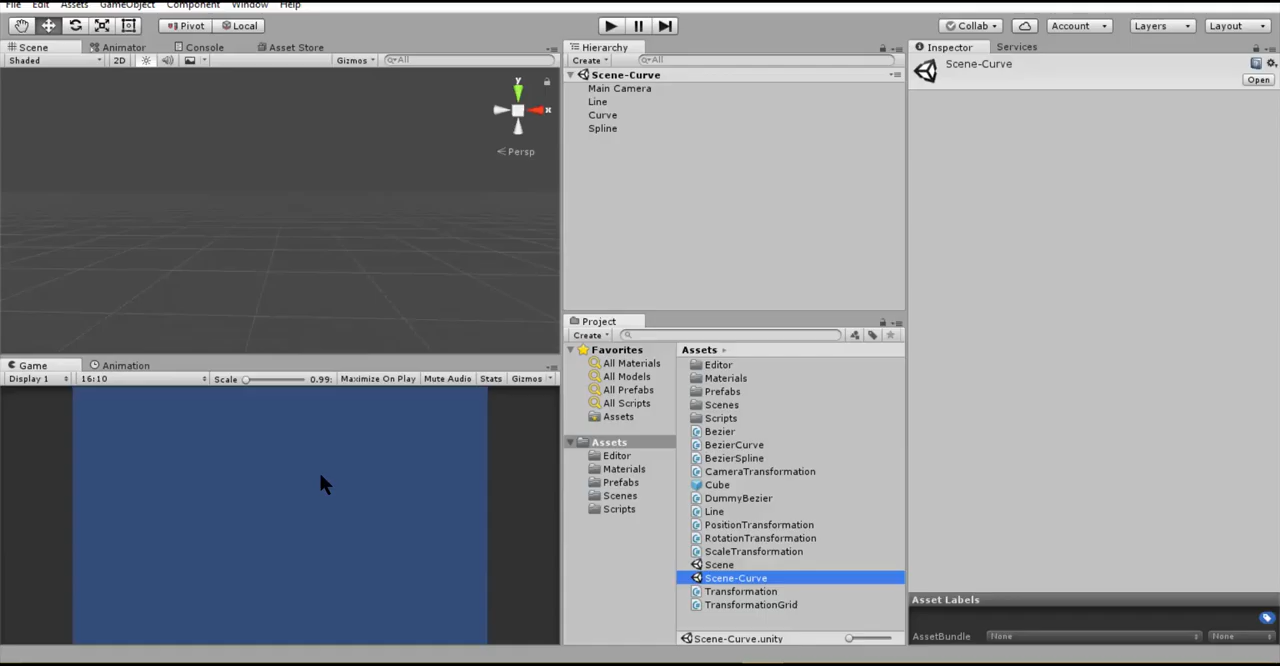 File Edit Assets GameObject Component Window Help
Pivot Local Collab Account Layers Layout
Scene Animator Console Asset Store
Shaded 2D Gizmos All
y
x
Persp
Hierarchy
Create All
Scene-Curve
Main Camera
Line
Curve
Spline
Inspector Services
Scene-Curve
Open
Game Animation
Display 1 16:10 Scale 0.99: Maximize On Play Mute Audio Stats Gizmos
Project
Create
Favorites
All Materials
All Models
All Prefabs
All Scripts
Assets
Assets
Editor
Materials
Prefabs
Scenes
Scripts
Assets
Editor
Materials
Prefabs
Scenes
Scripts
Bezier
BezierCurve
BezierSpline
CameraTransformation
Cube
DummyBezier
Line
PositionTransformation
RotationTransformation
ScaleTransformation
Scene
Scene-Curve
Transformation
TransformationGrid
Scene-Curve.unity
Asset Labels
AssetBundle None None